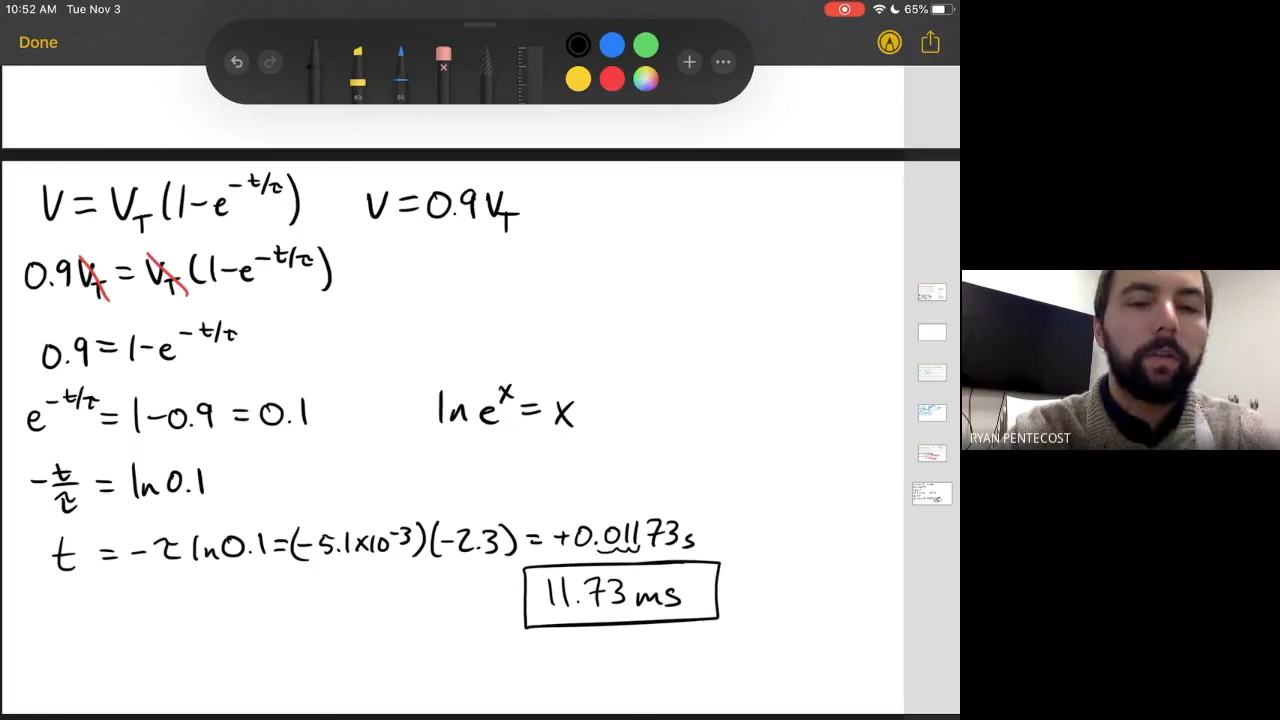 10:52 AM Tue Nov 3
65%
Done
V = V_T (1-e^{-t/τ}) V = 0.9V_T
0.9V_T = V_T (1-e^{-t/τ})
0.9 = 1-e^{-t/τ}
e^{-t/τ} = 1-0.9 = 0.1 ln e^x = x
-t/τ = ln 0.1
t = -τ ln 0.1 = (-5.1×10^{-3})(-2.3) = +0.01173 s
11.73 ms
RYAN PENTECOST